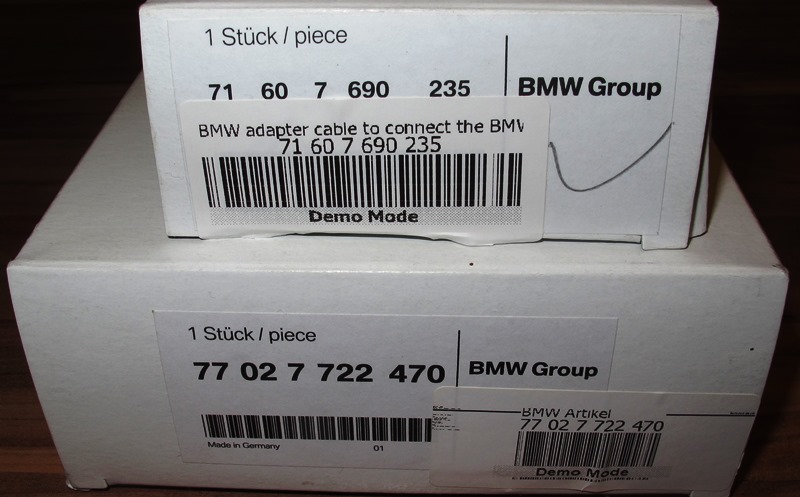 1 Stück / piece
71 60 7 690 235 BMW Group
BMW adapter cable to connect the BMW
71 60 7 690 235
Demo Mode
1 Stück / piece
77 02 7 722 470 BMW Group
Made in Germany 01
BMW Artikel
77 02 7 722 470
Demo Mode